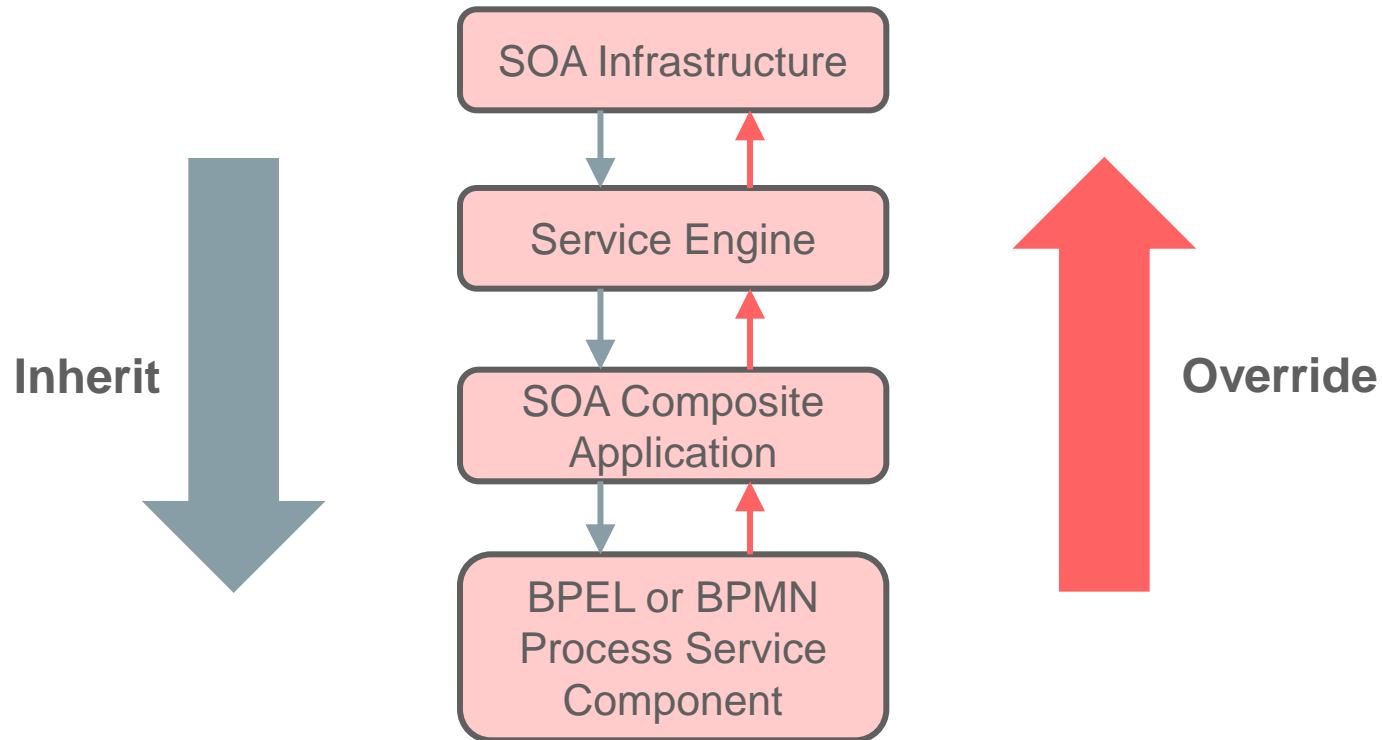 SOA Infrastructure
Service Engine
Inherit
Override
SOA Composite
Application
BPEL or BPMN
Process Service
Component